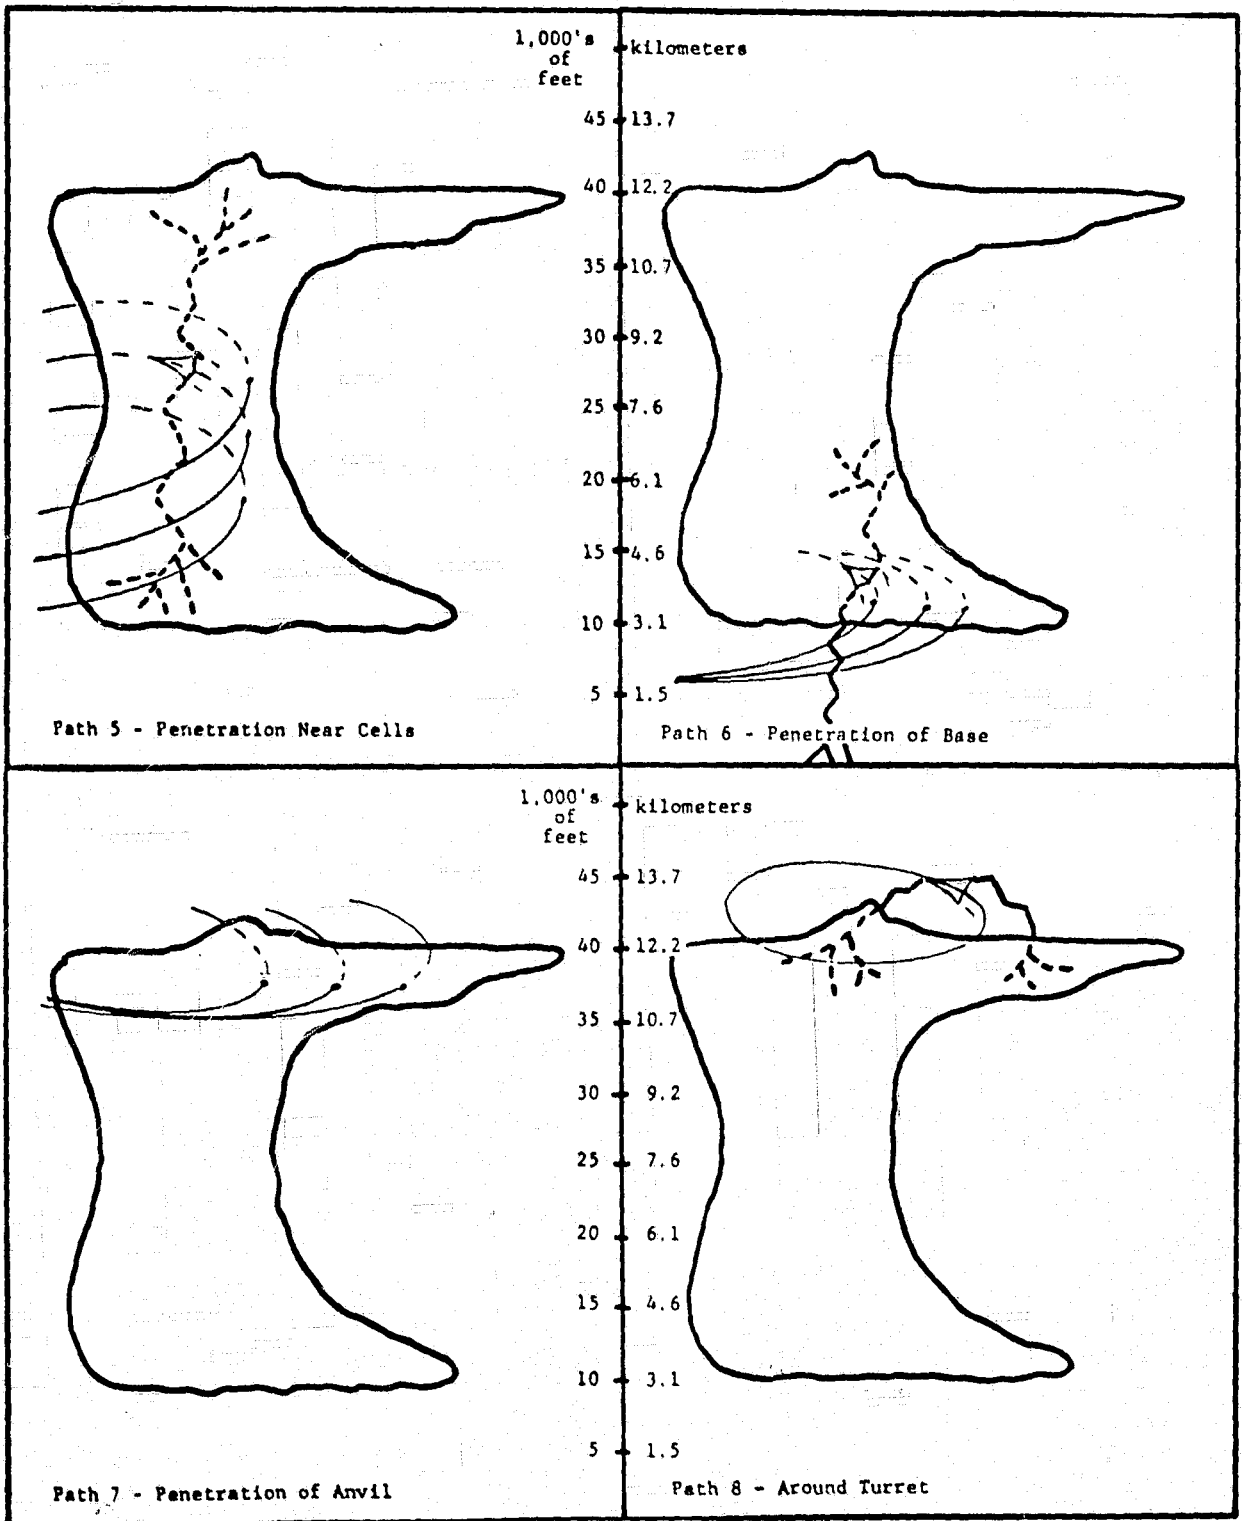 1,000's
of
feet
kilometers
45 13.7
40 12.2
35 10.7
30 9.2
25 7.6
20 6.1
15 4.6
10 3.1
5 1.5
Path 5 - Penetration Near Cells
Path 6 - Penetration of Base
1,000's
of
feet
kilometers
45 13.7
40 12.2
35 10.7
30 9.2
25 7.6
20 6.1
15 4.6
10 3.1
5 1.5
Path 7 - Penetration of Anvil
Path 8 - Around Turret